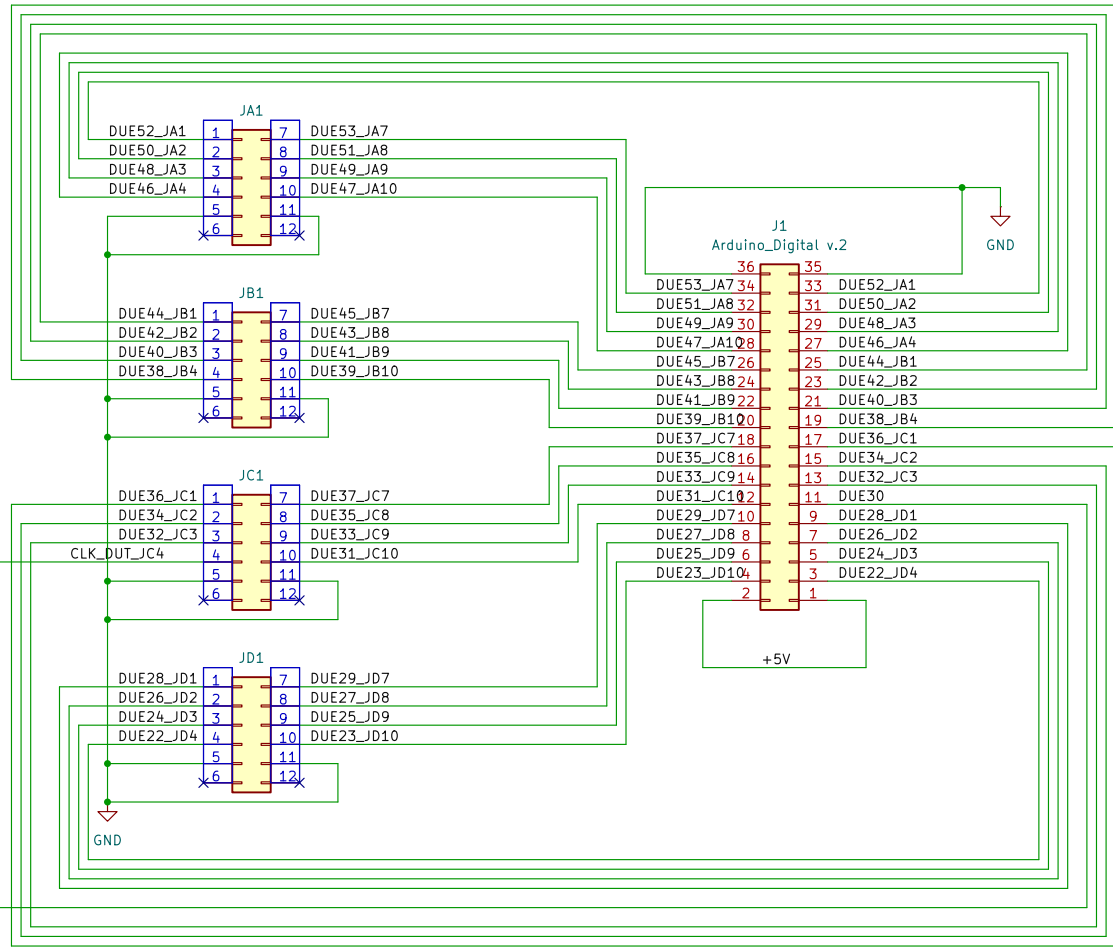 JA1
DUE52_JA1 1 7 DUE53_JA7
DUE50_JA2 2 8 DUE51_JA8
DUE48_JA3 3 9 DUE49_JA9
DUE46_JA4 4 10 DUE47_JA10
5 11
6 12
JB1
DUE44_JB1 1 7 DUE45_JB7
DUE42_JB2 2 8 DUE43_JB8
DUE40_JB3 3 9 DUE41_JB9
DUE38_JB4 4 10 DUE39_JB10
5 11
6 12
JC1
DUE36_JC1 1 7 DUE37_JC7
DUE34_JC2 2 8 DUE35_JC8
DUE32_JC3 3 9 DUE33_JC9
CLK_DUT_JC4 4 10 DUE31_JC10
5 11
6 12
JD1
DUE28_JD1 1 7 DUE29_JD7
DUE26_JD2 2 8 DUE27_JD8
DUE24_JD3 3 9 DUE25_JD9
DUE22_JD4 4 10 DUE23_JD10
5 11
6 12
GND
GND
J1
Arduino_Digital v.2
36 35
DUE53_JA7 34 33 DUE52_JA1
DUE51_JA8 32 31 DUE50_JA2
DUE49_JA9 30 29 DUE48_JA3
DUE47_JA10 28 27 DUE46_JA4
DUE45_JB7 26 25 DUE44_JB1
DUE43_JB8 24 23 DUE42_JB2
DUE41_JB9 22 21 DUE40_JB3
DUE39_JB10 20 19 DUE38_JB4
DUE37_JC7 18 17 DUE36_JC1
DUE35_JC8 16 15 DUE34_JC2
DUE33_JC9 14 13 DUE32_JC3
DUE31_JC10 12 11 DUE30
DUE29_JD7 10 9 DUE28_JD1
DUE27_JD8 8 7 DUE26_JD2
DUE25_JD9 6 5 DUE24_JD3
DUE23_JD10 4 3 DUE22_JD4
2 1
+5V